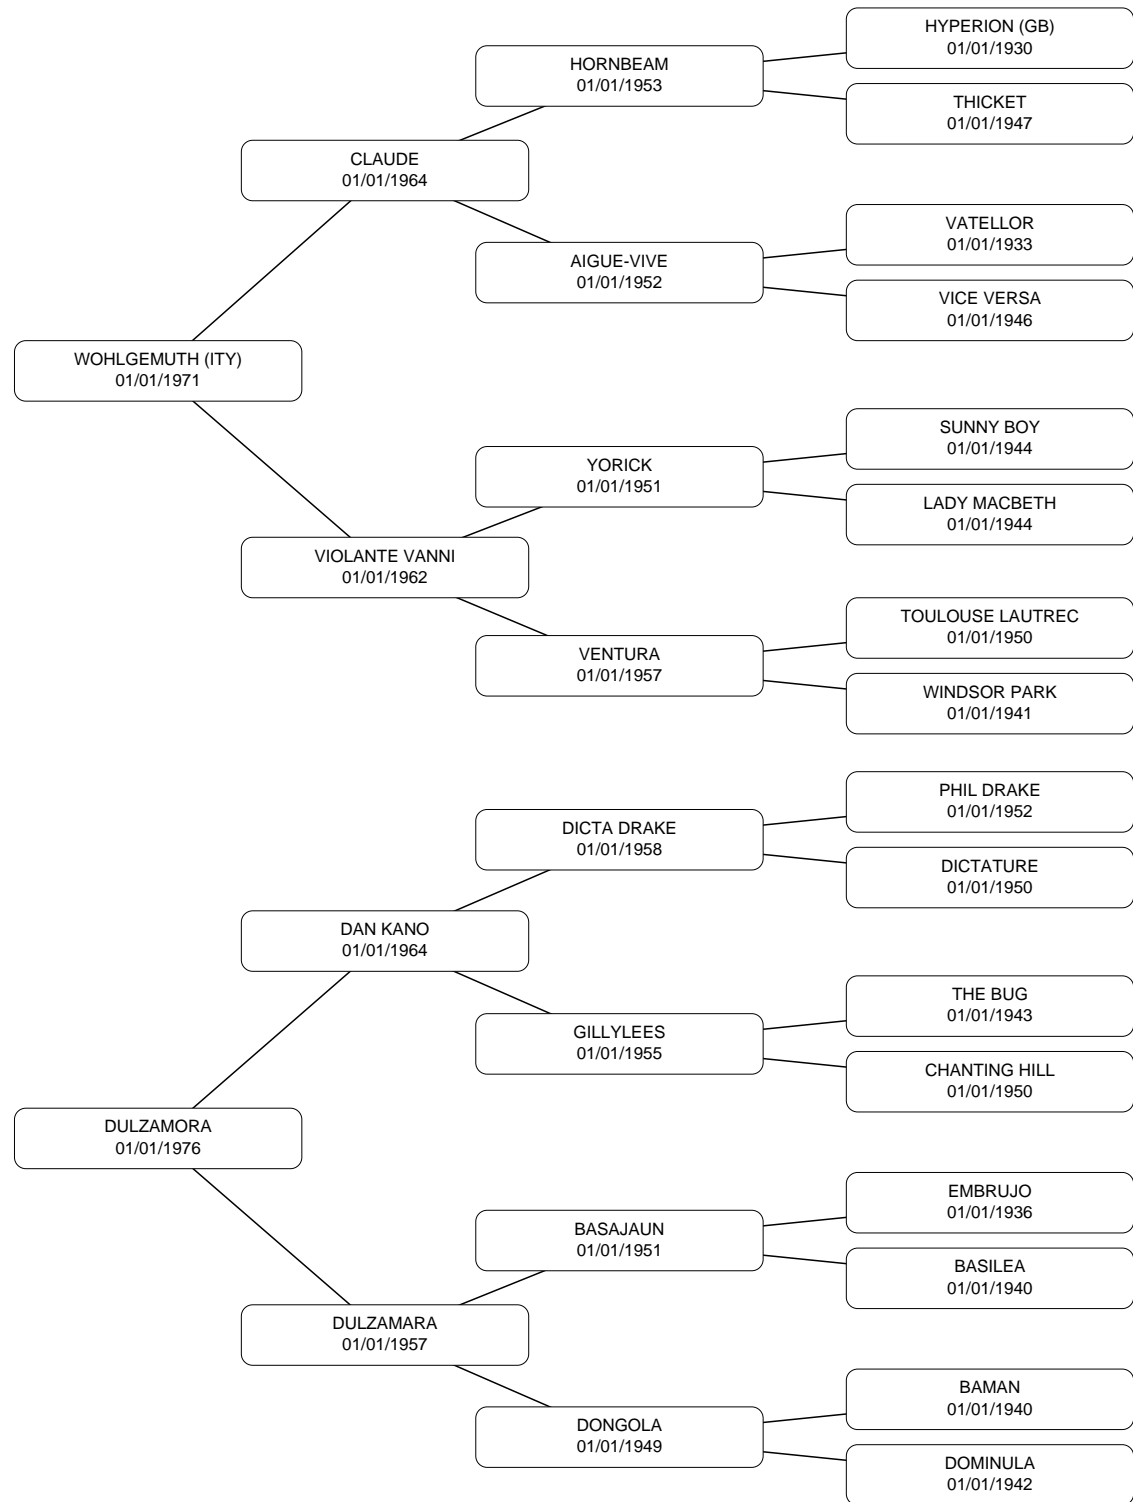 HYPERION (GB)
01/01/1930
HORNBEAM
01/01/1953
THICKET
01/01/1947
CLAUDE
01/01/1964
VATELLOR
01/01/1933
AIGUE-VIVE
01/01/1952
VICE VERSA
01/01/1946
WOHLGEMUTH (ITY)
01/01/1971
SUNNY BOY
01/01/1944
YORICK
01/01/1951
LADY MACBETH
01/01/1944
VIOLANTE VANNI
01/01/1962
TOULOUSE LAUTREC
01/01/1950
VENTURA
01/01/1957
WINDSOR PARK
01/01/1941
PHIL DRAKE
01/01/1952
DICTA DRAKE
01/01/1958
DICTATURE
01/01/1950
DAN KANO
01/01/1964
THE BUG
01/01/1943
GILLYLEES
01/01/1955
CHANTING HILL
01/01/1950
DULZAMORA
01/01/1976
EMBRUJO
01/01/1936
BASAJAUN
01/01/1951
BASILEA
01/01/1940
DULZAMARA
01/01/1957
BAMAN
01/01/1940
DONGOLA
01/01/1949
DOMINULA
01/01/1942